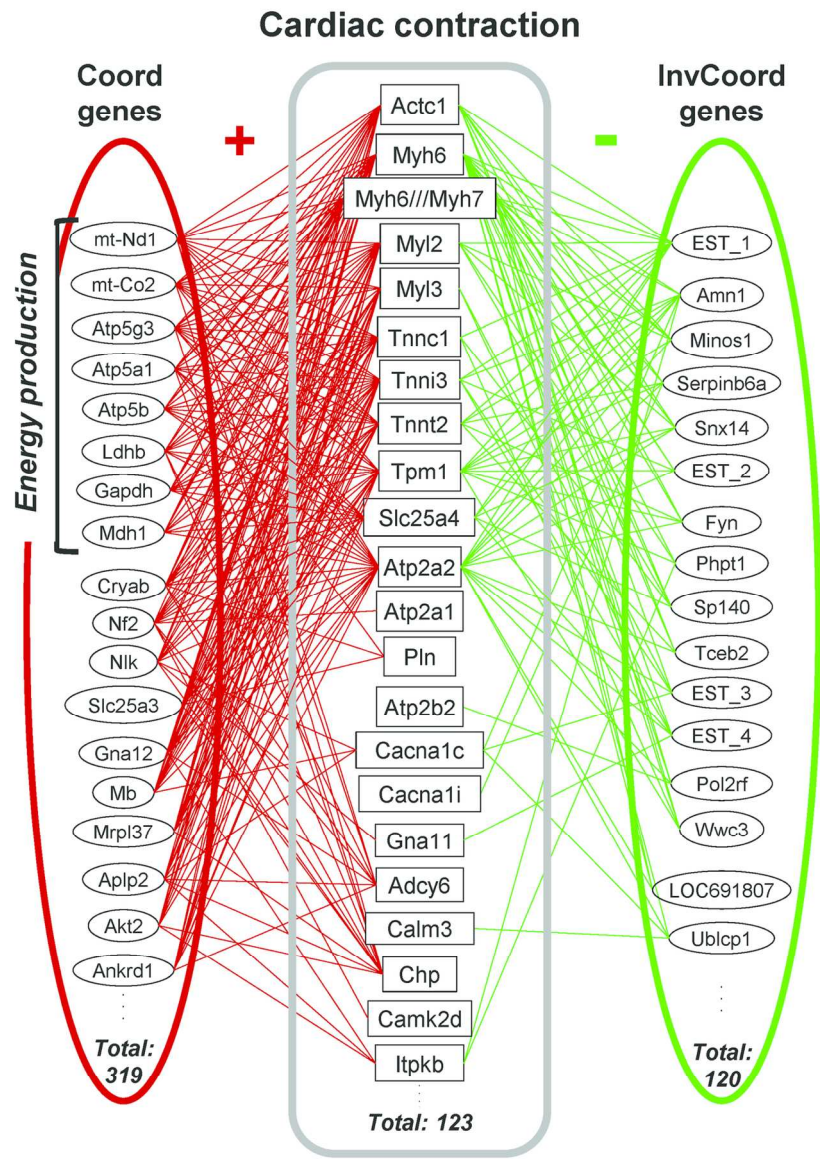 Cardiac contraction
Coord
genes
+
mt-Nd1
mt-Co2
Atp5g3
Atp5a1
Atp5b
Ldhb
Gapdh
Mdh1
Energy production
Cryab
Nf2
Nlk
Slc25a3
Gna12
Mb
Mrpl37
Aplp2
Akt2
Ankrd1
Total:
319
Actc1
Myh6
Myh6///Myh7
Myl2
Myl3
Tnnc1
Tnni3
Tnnt2
Tpm1
Slc25a4
Atp2a2
Atp2a1
Pln
Atp2b2
Cacna1c
Cacna1i
Gna11
Adcy6
Calm3
Chp
Camk2d
Itpkb
Total: 123
InvCoord
genes
-
EST_1
Amn1
Minos1
Serpinb6a
Snx14
EST_2
Fyn
Phpt1
Sp140
Tceb2
EST_3
EST_4
Pol2rf
Wwc3
LOC691807
Ublcp1
Total:
120